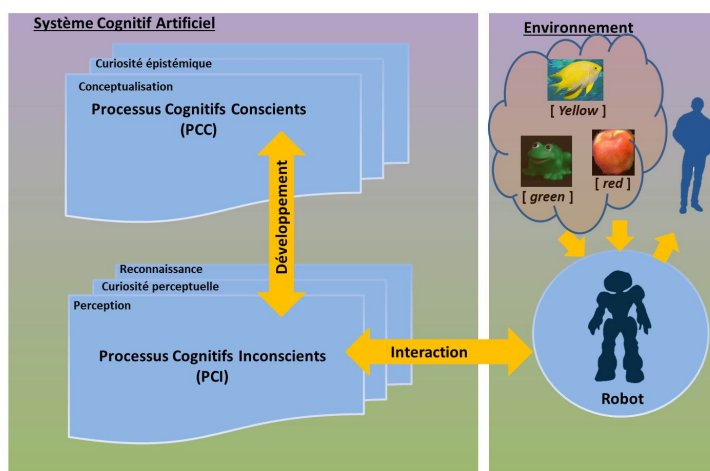 Système Cognitif Artificiel
Curiosité épistémique
Conceptualisation
Processus Cognitifs Conscients
(PCC)
Développement
Reconnaissance
Curiosité perceptuelle
Perception
Processus Cognitifs Inconscients
(PCI)
Interaction
Environnement
[ Yellow ]
[ green ]
[ red ]
Robot